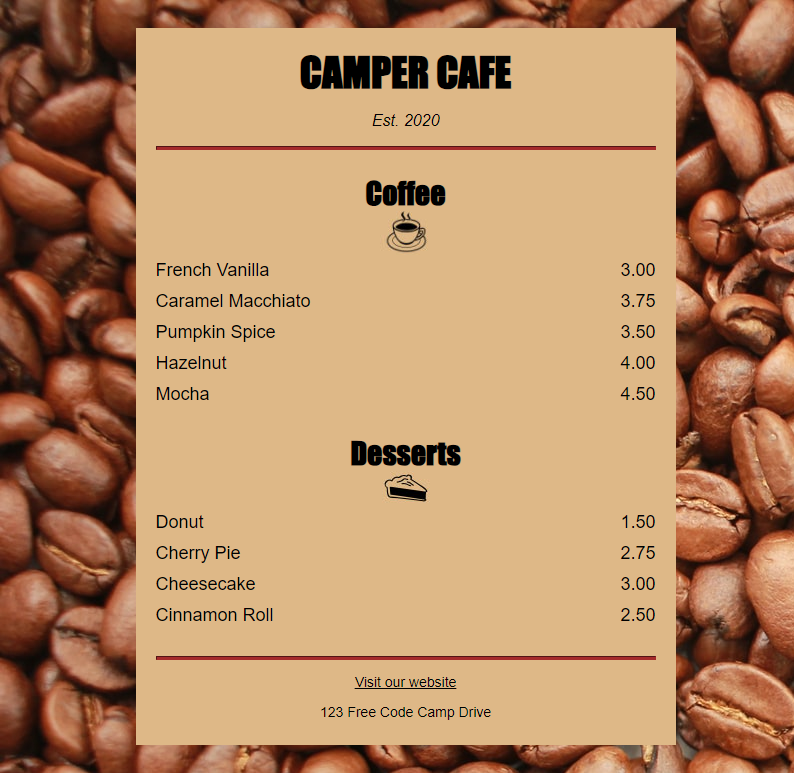 CAMPER CAFE
Est. 2020
Coffee
French Vanilla 3.00
Caramel Macchiato 3.75
Pumpkin Spice 3.50
Hazelnut 4.00
Mocha 4.50
Desserts
Donut 1.50
Cherry Pie 2.75
Cheesecake 3.00
Cinnamon Roll 2.50
Visit our website
123 Free Code Camp Drive